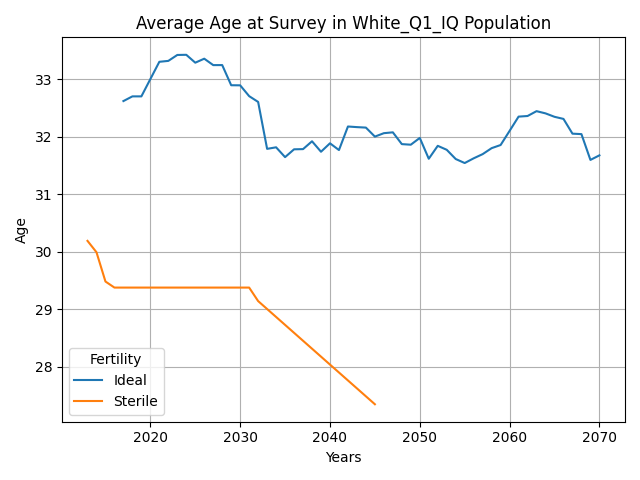 Average Age at Survey in White_Q1_IQ Population
Age
33
32
31
30
29
28
Fertility
Ideal
Sterile
2020 2030 2040 2050 2060 2070
Years